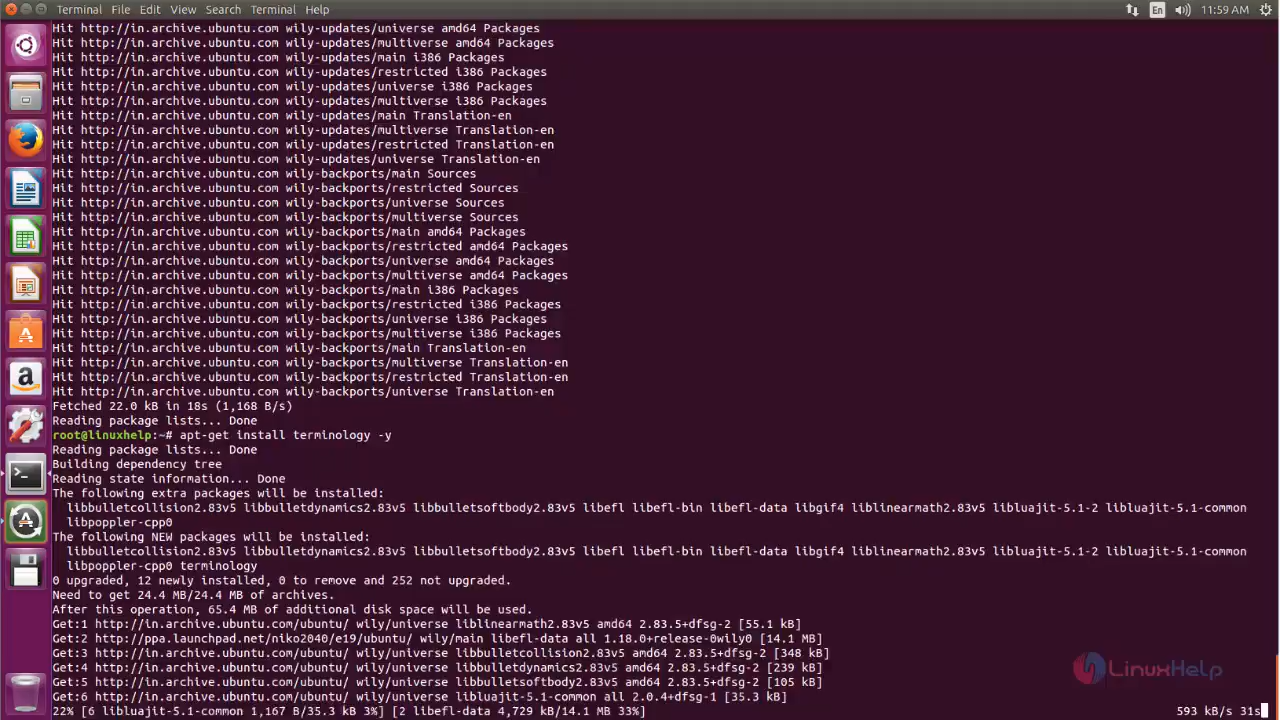 Terminal File Edit View Search Terminal Help En 11:59 AM
Hit http://in.archive.ubuntu.com wily-updates/universe amd64 Packages
Hit http://in.archive.ubuntu.com wily-updates/multiverse amd64 Packages
Hit http://in.archive.ubuntu.com wily-updates/main i386 Packages
Hit http://in.archive.ubuntu.com wily-updates/restricted i386 Packages
Hit http://in.archive.ubuntu.com wily-updates/universe i386 Packages
Hit http://in.archive.ubuntu.com wily-updates/multiverse i386 Packages
Hit http://in.archive.ubuntu.com wily-updates/main Translation-en
Hit http://in.archive.ubuntu.com wily-updates/multiverse Translation-en
Hit http://in.archive.ubuntu.com wily-updates/restricted Translation-en
Hit http://in.archive.ubuntu.com wily-updates/universe Translation-en
Hit http://in.archive.ubuntu.com wily-backports/main Sources
Hit http://in.archive.ubuntu.com wily-backports/restricted Sources
Hit http://in.archive.ubuntu.com wily-backports/universe Sources
Hit http://in.archive.ubuntu.com wily-backports/multiverse Sources
Hit http://in.archive.ubuntu.com wily-backports/main amd64 Packages
Hit http://in.archive.ubuntu.com wily-backports/restricted amd64 Packages
Hit http://in.archive.ubuntu.com wily-backports/universe amd64 Packages
Hit http://in.archive.ubuntu.com wily-backports/multiverse amd64 Packages
Hit http://in.archive.ubuntu.com wily-backports/main i386 Packages
Hit http://in.archive.ubuntu.com wily-backports/restricted i386 Packages
Hit http://in.archive.ubuntu.com wily-backports/universe i386 Packages
Hit http://in.archive.ubuntu.com wily-backports/multiverse i386 Packages
Hit http://in.archive.ubuntu.com wily-backports/main Translation-en
Hit http://in.archive.ubuntu.com wily-backports/multiverse Translation-en
Hit http://in.archive.ubuntu.com wily-backports/restricted Translation-en
Hit http://in.archive.ubuntu.com wily-backports/universe Translation-en
Fetched 22.0 kB in 18s (1,168 B/s)
Reading package lists... Done
root@linuxhelp:~# apt-get install terminology -y
Reading package lists... Done
Building dependency tree
Reading state information... Done
The following extra packages will be installed:
libbulletcollision2.83v5 libbulletdynamics2.83v5 libbulletsoftbody2.83v5 libefl libefl-bin libefl-data libgif4 liblinearmath2.83v5 libluajit-5.1-2 libluajit-5.1-common
libpoppler-cpp0
The following NEW packages will be installed:
libbulletcollision2.83v5 libbulletdynamics2.83v5 libbulletsoftbody2.83v5 libefl libefl-bin libefl-data libgif4 liblinearmath2.83v5 libluajit-5.1-2 libluajit-5.1-common
libpoppler-cpp0 terminology
0 upgraded, 12 newly installed, 0 to remove and 252 not upgraded.
Need to get 24.4 MB/24.4 MB of archives.
After this operation, 65.4 MB of additional disk space will be used.
Get:1 http://in.archive.ubuntu.com/ubuntu/ wily/universe liblinearmath2.83v5 amd64 2.83.5+dfsg-2 [55.1 kB]
Get:2 http://ppa.launchpad.net/niko2040/e19/ubuntu/ wily/main libefl-data all 1.18.0+release-0wily0 [14.1 MB]
Get:3 http://in.archive.ubuntu.com/ubuntu/ wily/universe libbulletcollision2.83v5 amd64 2.83.5+dfsg-2 [348 kB]
Get:4 http://in.archive.ubuntu.com/ubuntu/ wily/universe libbulletdynamics2.83v5 amd64 2.83.5+dfsg-2 [239 kB]
Get:5 http://in.archive.ubuntu.com/ubuntu/ wily/universe libbulletsoftbody2.83v5 amd64 2.83.5+dfsg-2 [105 kB]
Get:6 http://in.archive.ubuntu.com/ubuntu/ wily/universe libluajit-5.1-common all 2.0.4+dfsg-1 [35.3 kB]
22% [6 libluajit-5.1-common 1,167 B/35.3 kB 3%] [2 libefl-data 4,729 kB/14.1 MB 33%] 593 kB/s 31s
LinuxHelp